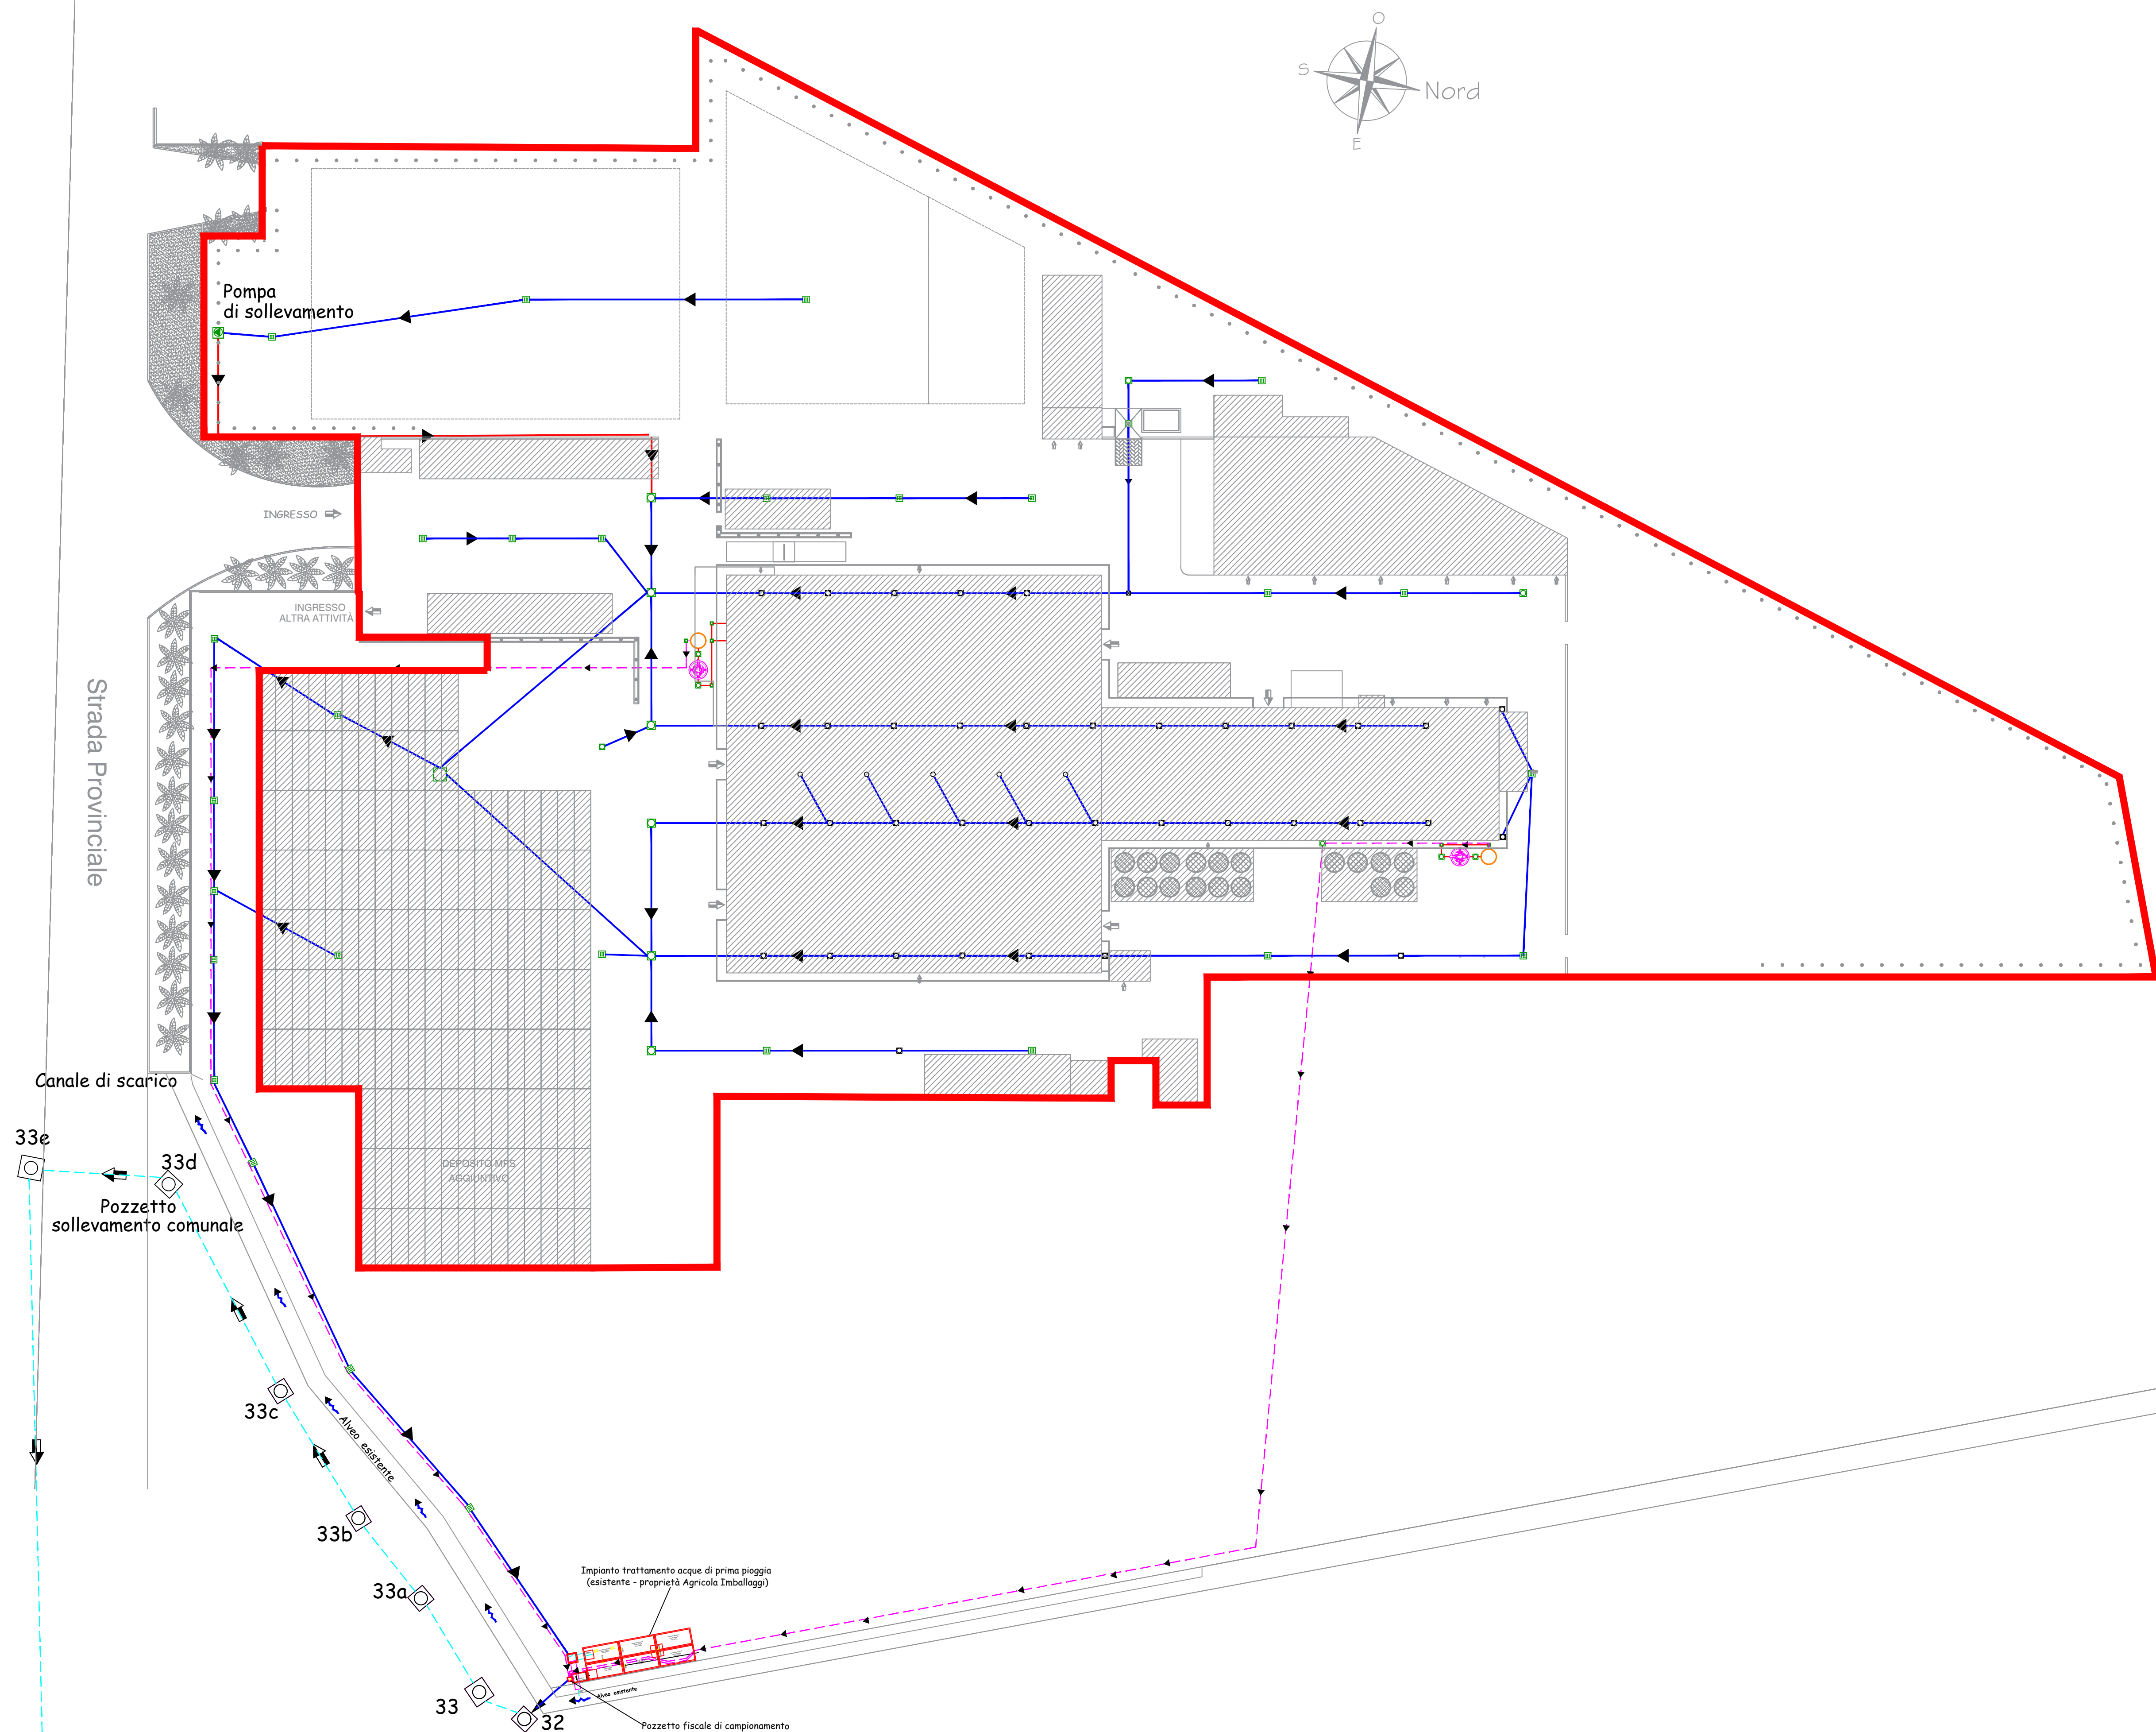 O
S
Nord
E
Pompa
di sollevamento
INGRESSO
INGRESSO
ALTRA ATTIVITÀ
Strada Provinciale
Canale di scarico
33e
33d
Pozzetto
sollevamento comunale
DEPOSITO MPS
AGGIUNTIVO
33c
Alveo esistente
33b
33a
Impianto trattamento acque di prima pioggia
(esistente - proprietà Agricola Imballaggi)
33
32
Alveo esistente
Pozzetto fiscale di campionamento